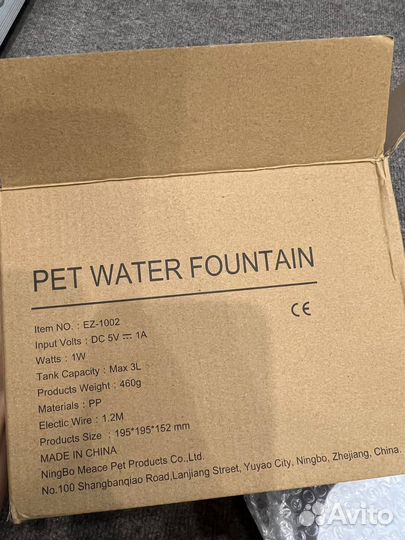 PET WATER FOUNTAIN
CE
Item NO. : EZ-1002
Input Volts : DC 5V ⎓ 1A
Watts : 1W
Tank Capacity : Max 3L
Products Weight : 460g
Materials : PP
Electic Wire : 1.2M
Products Size : 195*195*152 mm
MADE IN CHINA
NingBo Meace Pet Products Co.,Ltd.
No.100 Shangbanqiao Road,Lanjiang Street, Yuyao City, Ningbo, Zhejiang, China.
Avito